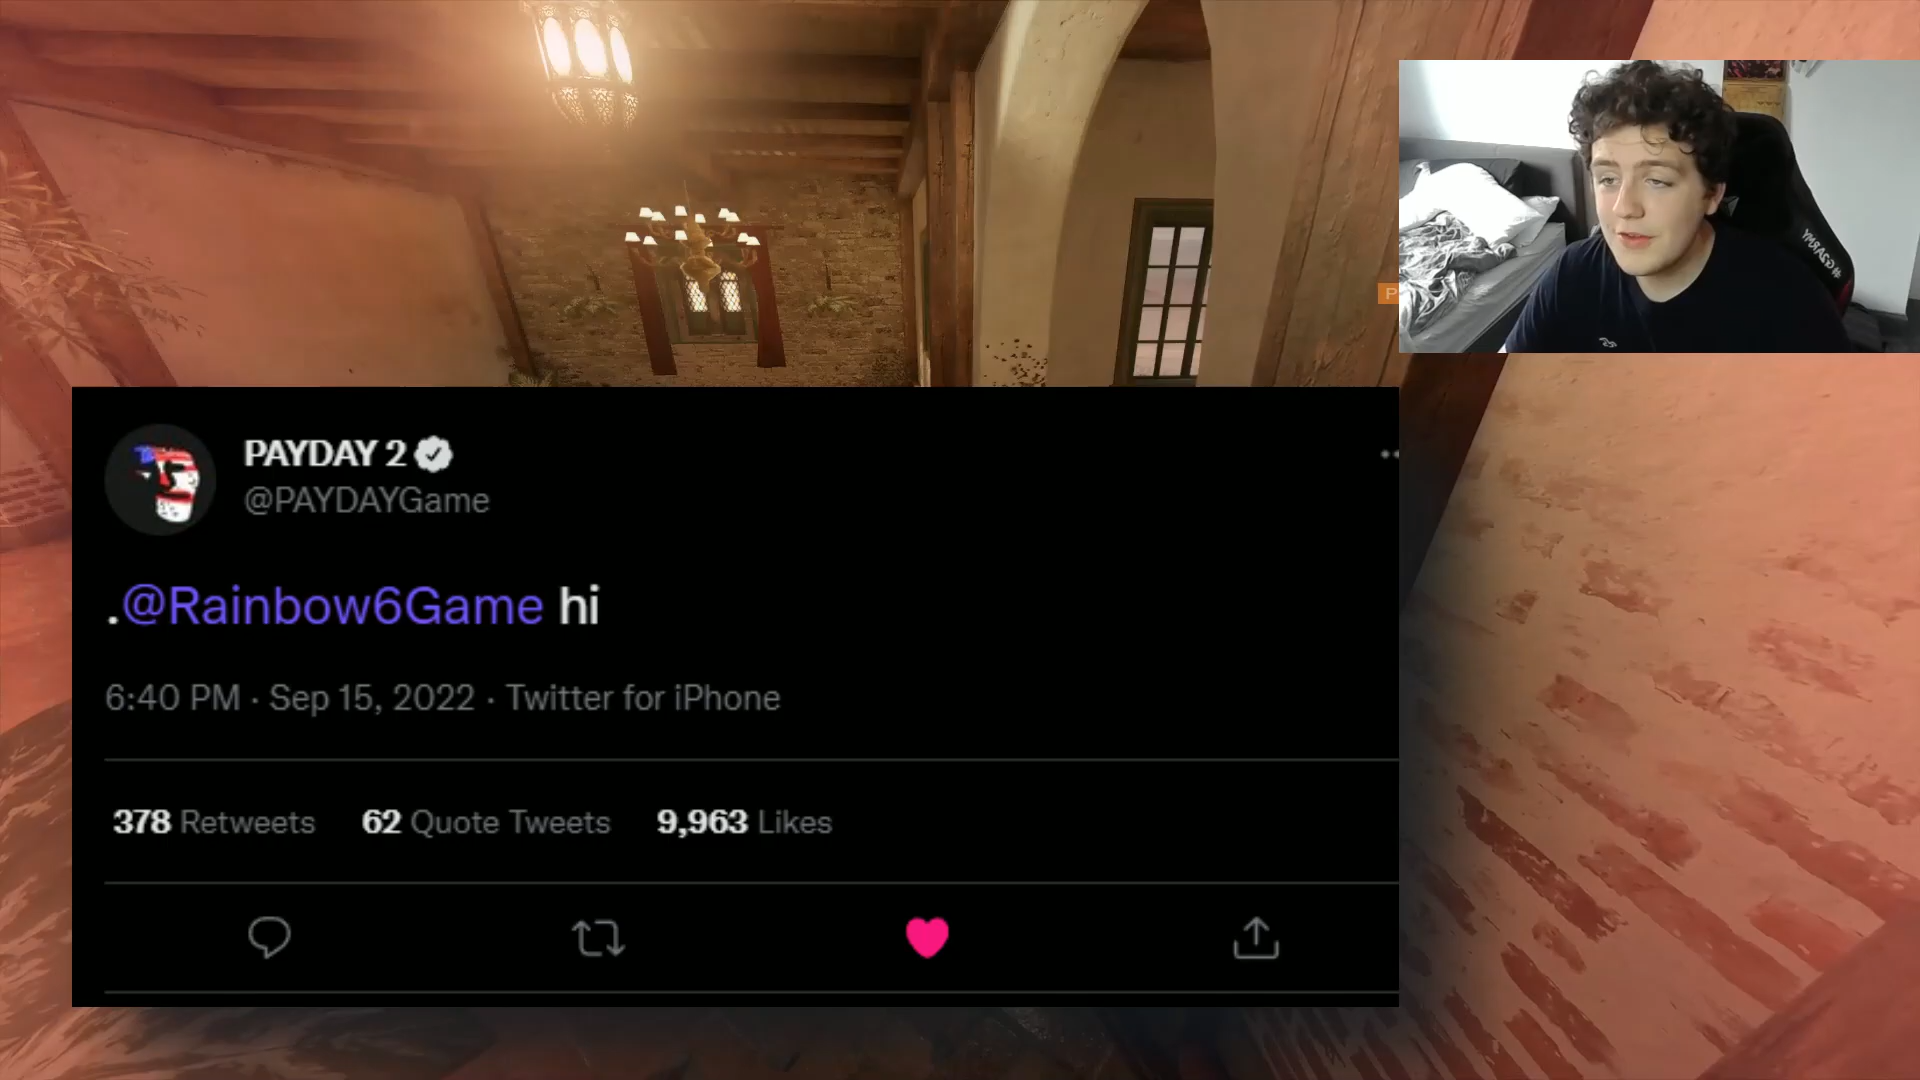 PAYDAY 2
@PAYDAYGame
.@Rainbow6Game hi
6:40 PM · Sep 15, 2022 · Twitter for iPhone
378 Retweets 62 Quote Tweets 9,963 Likes
P
#G2ARMY